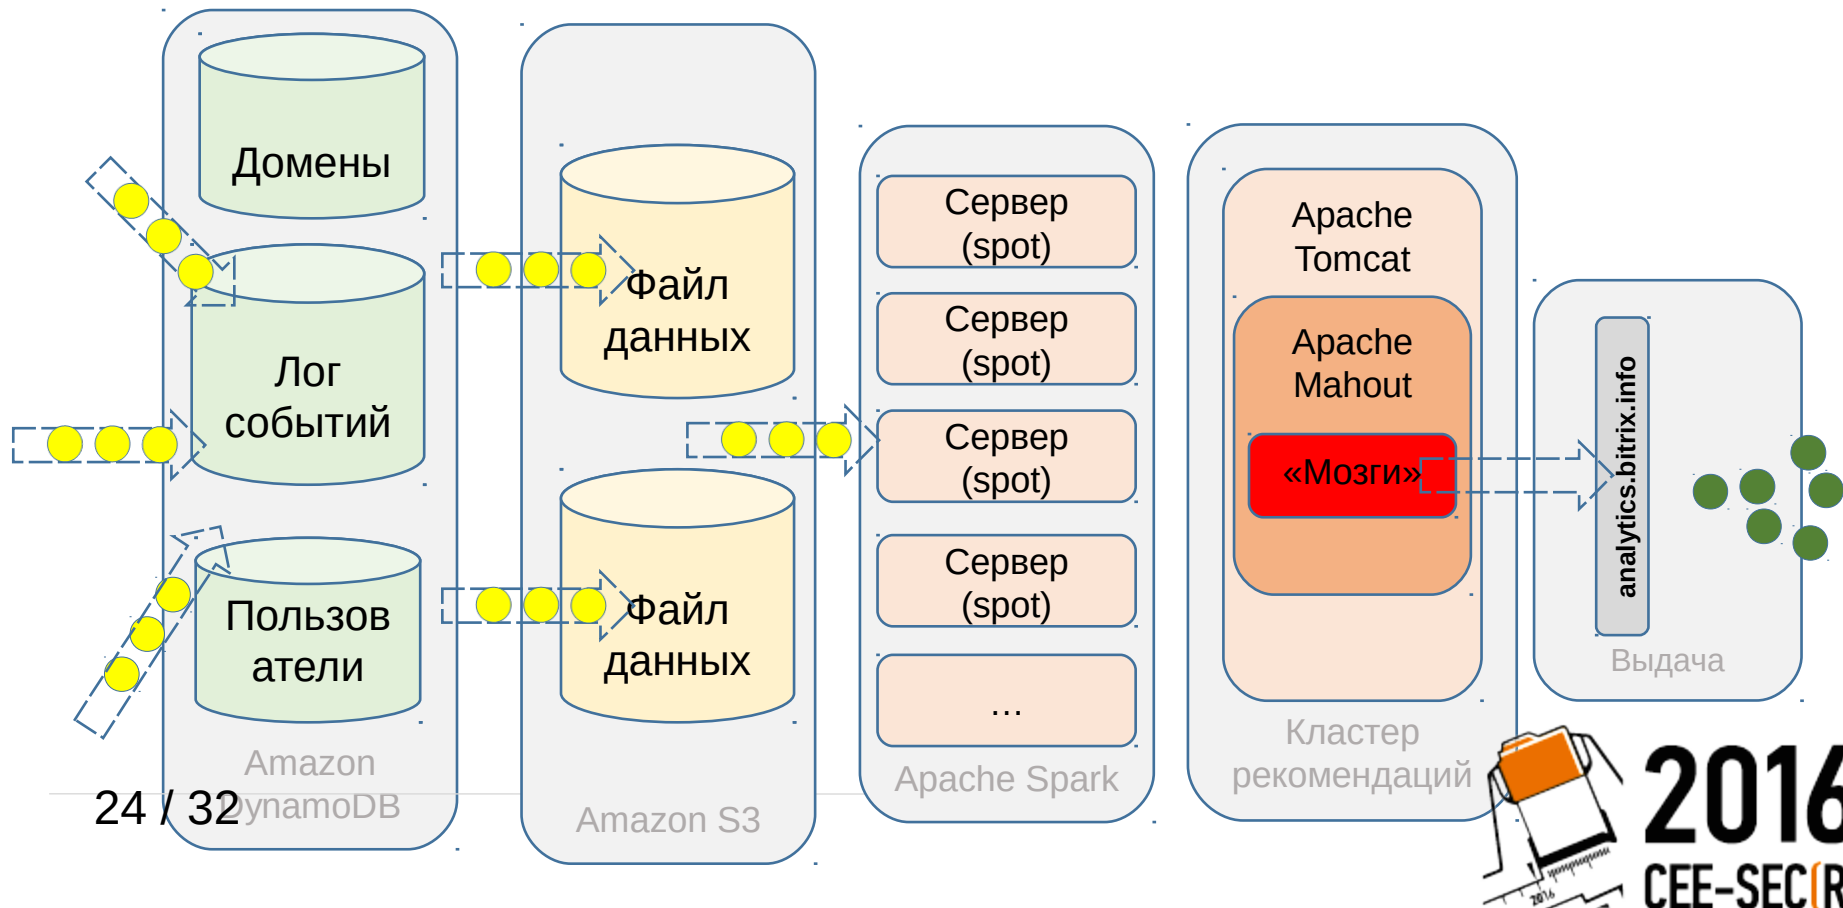 Домены
Лог
событий
Пользов
атели
Amazon
DynamoDB
24 / 32
Файл
данных
Файл
данных
Amazon S3
Сервер
(spot)
Сервер
(spot)
Сервер
(spot)
Сервер
(spot)
...
Apache Spark
Apache
Tomcat
Apache
Mahout
«Мозги»
Кластер
рекомендаций
analytics.bitrix.info
Выдача
2016
2016
CEE-SEC(R